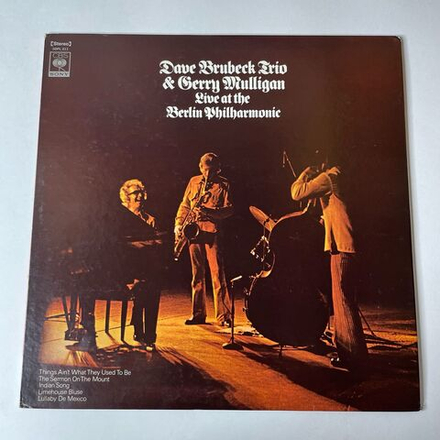 [Stereo]
CBS
SONY
Dave Brubeck Trio
& Gerry Mulligan
Live at the
Berlin Philharmonic
Things Ain't What They Used To Be
The Sermon On The Mount
Indian Song
Limehouse Bluse
Lullaby De Mexico